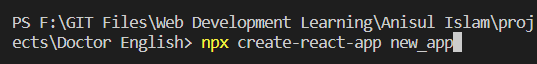 PS F:\GIT Files\Web Development Learning\Anisul Islam\proj
ects\Doctor English> npx create-react-app new_app